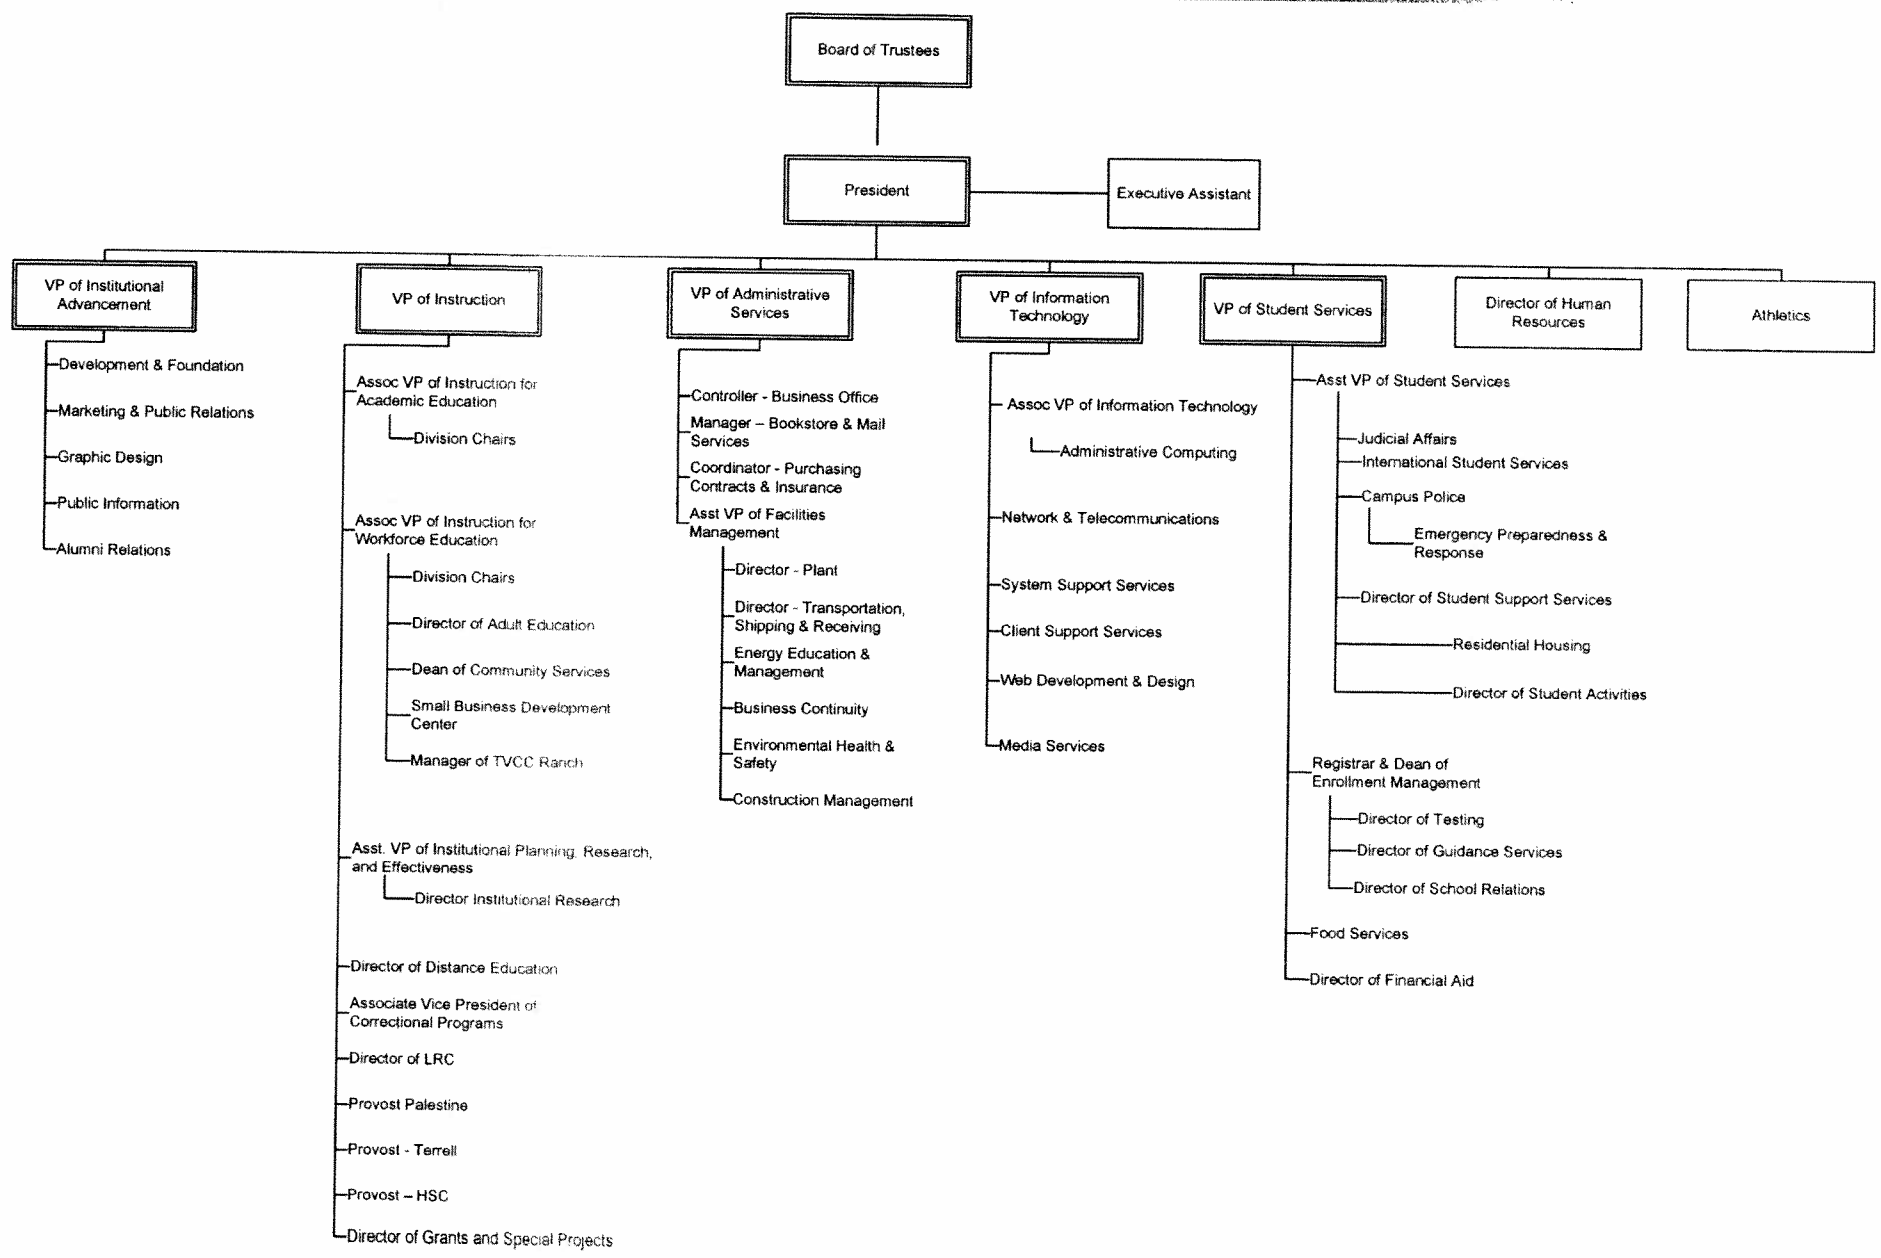 Board of Trustees
President
Executive Assistant
VP of Institutional
Advancement
Development & Foundation
Marketing & Public Relations
Graphic Design
Public Information
Alumni Relations
VP of Instruction
Assoc VP of Instruction for
Academic Education
Division Chairs
Assoc VP of Instruction for
Workforce Education
Division Chairs
Director of Adult Education
Dean of Community Services
Small Business Development
Center
Manager of TVCC Ranch
Asst. VP of Institutional Planning, Research,
and Effectiveness
Director Institutional Research
Director of Distance Education
Associate Vice President of
Correctional Programs
Director of LRC
Provost Palestine
Provost - Terrell
Provost – HSC
Director of Grants and Special Projects
VP of Administrative
Services
Controller - Business Office
Manager – Bookstore & Mail
Services
Coordinator - Purchasing
Contracts & Insurance
Asst VP of Facilities
Management
Director - Plant
Director - Transportation,
Shipping & Receiving
Energy Education &
Management
Business Continuity
Environmental Health &
Safety
Construction Management
VP of Information
Technology
Assoc VP of Information Technology
Administrative Computing
Network & Telecommunications
System Support Services
Client Support Services
Web Development & Design
Media Services
VP of Student Services
Asst VP of Student Services
Judicial Affairs
International Student Services
Campus Police
Emergency Preparedness &
Response
Director of Student Support Services
Residential Housing
Director of Student Activities
Registrar & Dean of
Enrollment Management
Director of Testing
Director of Guidance Services
Director of School Relations
Food Services
Director of Financial Aid
Director of Human
Resources
Athletics